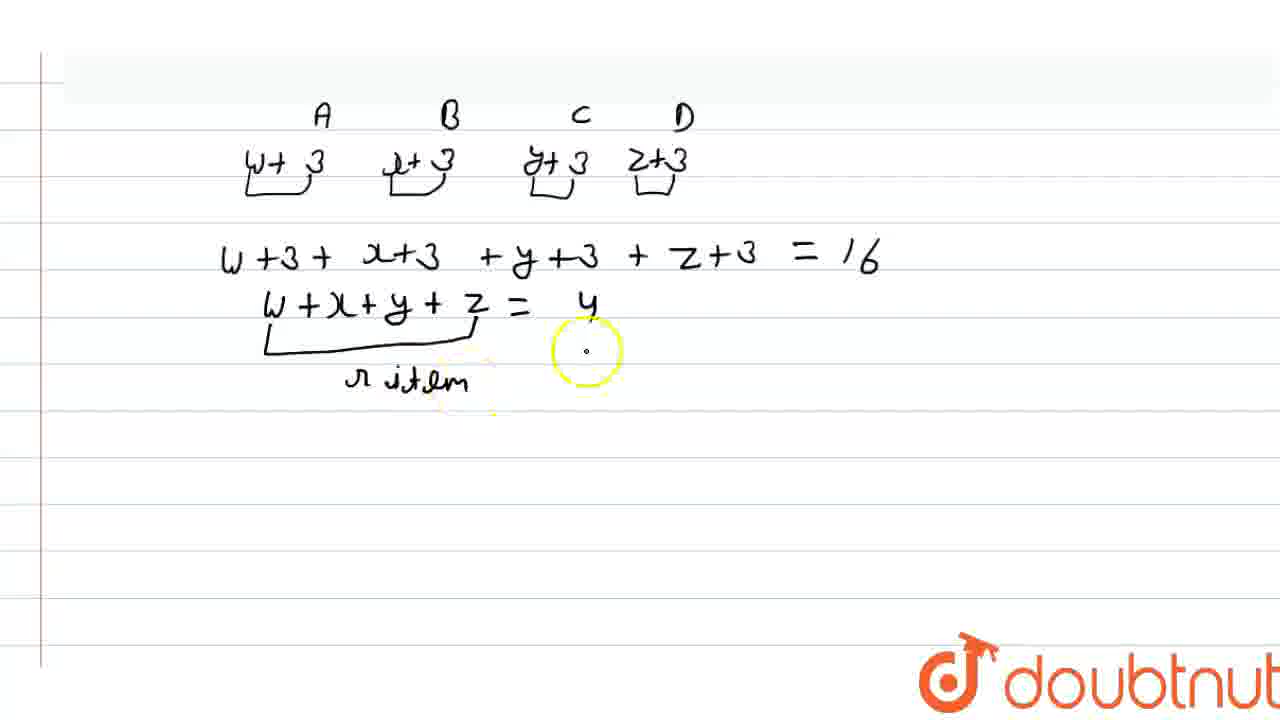 A B C D
w+3 x+3 y+3 z+3
w+3+ x+3 +y+3 + z+3 = 16
w+x+y+z = 4
r item
doubtnut